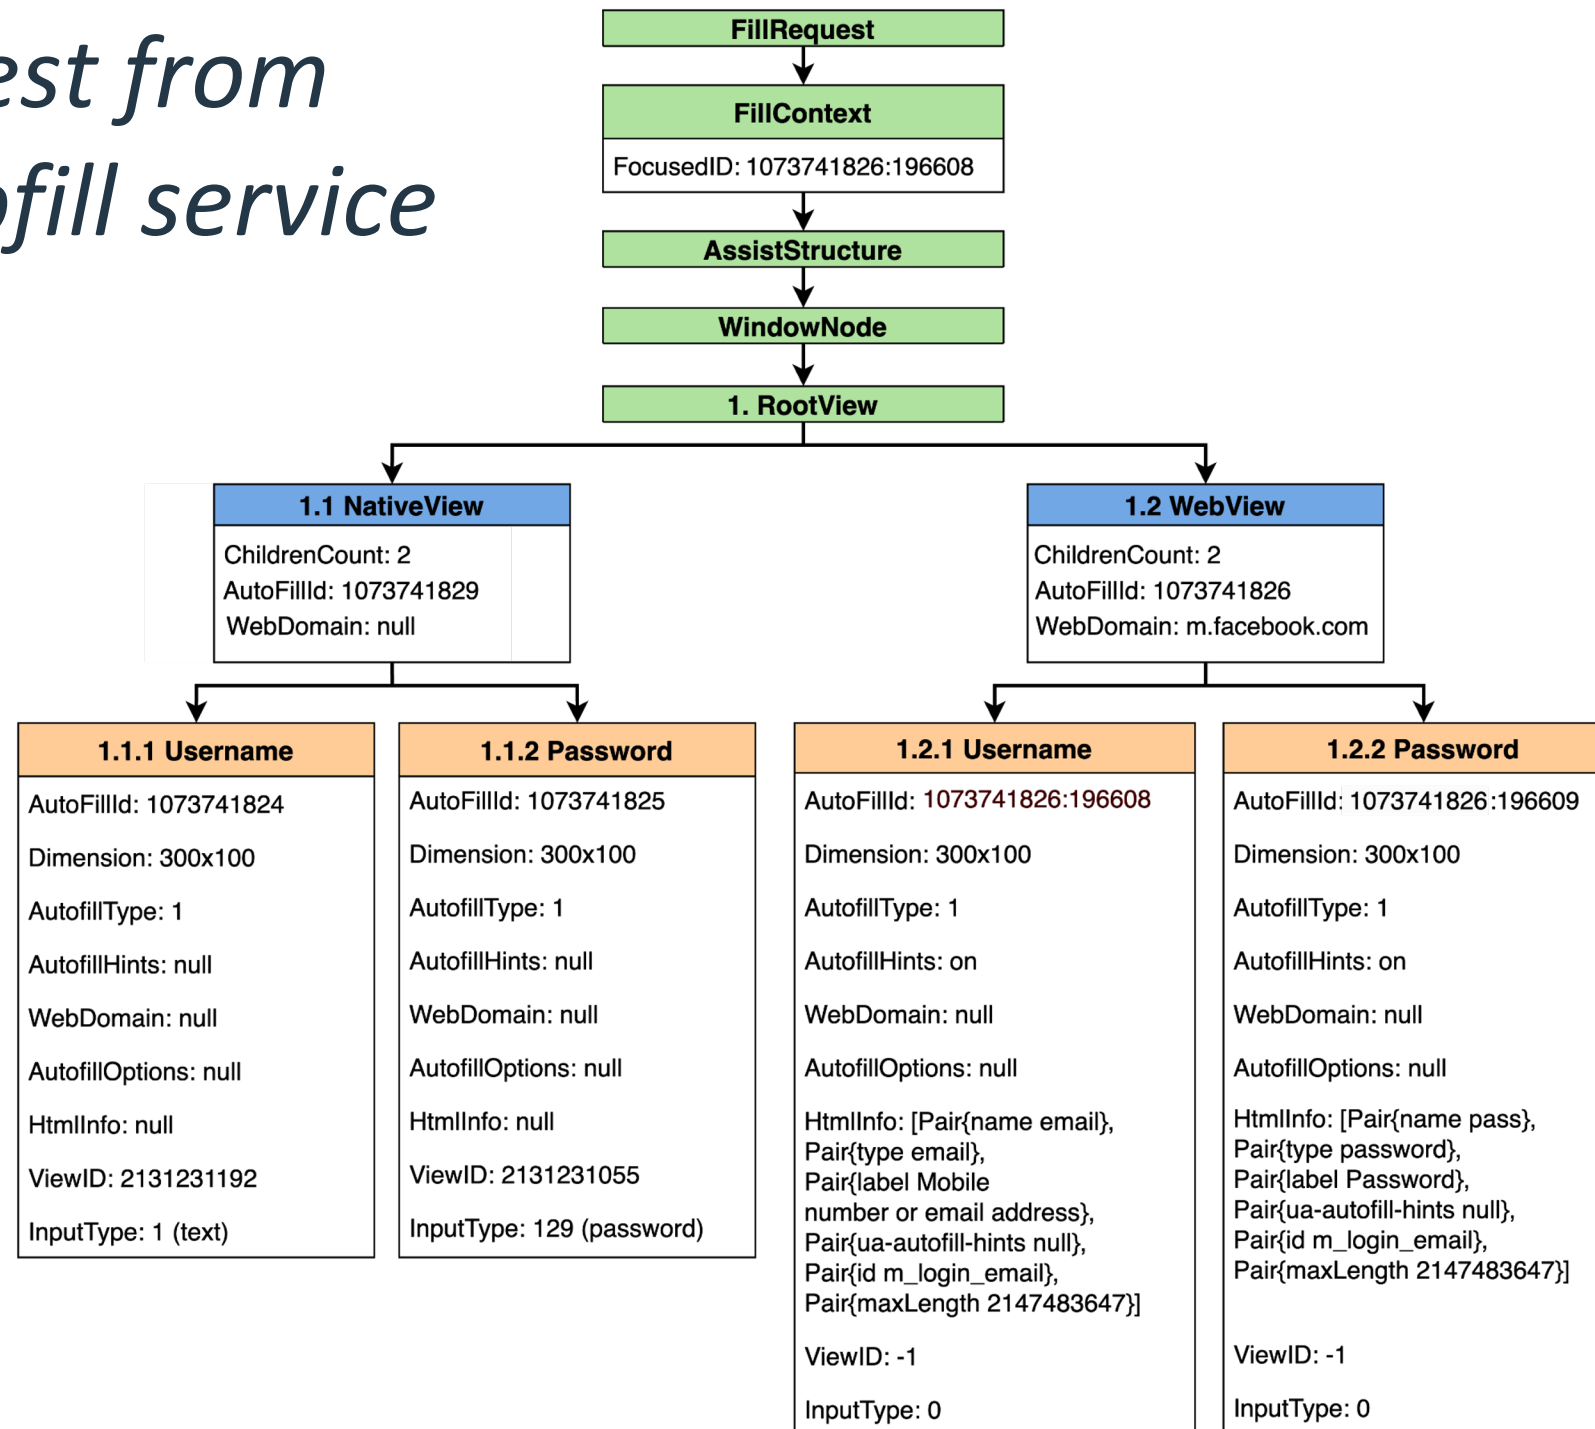 est from
ofill service
FillRequest
FillContext
FocusedID: 1073741826:196608
AssistStructure
WindowNode
1. RootView
1.1 NativeView
ChildrenCount: 2
AutoFillId: 1073741829
WebDomain: null
1.2 WebView
ChildrenCount: 2
AutoFillId: 1073741826
WebDomain: m.facebook.com
1.1.1 Username
AutoFillId: 1073741824
Dimension: 300x100
AutofillType: 1
AutofillHints: null
WebDomain: null
AutofillOptions: null
HtmlInfo: null
ViewID: 2131231192
InputType: 1 (text)
1.1.2 Password
AutoFillId: 1073741825
Dimension: 300x100
AutofillType: 1
AutofillHints: null
WebDomain: null
AutofillOptions: null
HtmlInfo: null
ViewID: 2131231055
InputType: 129 (password)
1.2.1 Username
AutoFillId: 1073741826:196608
Dimension: 300x100
AutofillType: 1
AutofillHints: on
WebDomain: null
AutofillOptions: null
HtmlInfo: [Pair{name email},
Pair{type email},
Pair{label Mobile
number or email address},
Pair{ua-autofill-hints null},
Pair{id m_login_email},
Pair{maxLength 2147483647}]
ViewID: -1
InputType: 0
1.2.2 Password
AutoFillId: 1073741826:196609
Dimension: 300x100
AutofillType: 1
AutofillHints: on
WebDomain: null
AutofillOptions: null
HtmlInfo: [Pair{name pass},
Pair{type password},
Pair{label Password},
Pair{ua-autofill-hints null},
Pair{id m_login_email},
Pair{maxLength 2147483647}]
ViewID: -1
InputType: 0